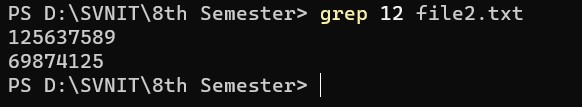 PS D:\SVNIT\8th Semester> grep 12 file2.txt
125637589
69874125
PS D:\SVNIT\8th Semester>